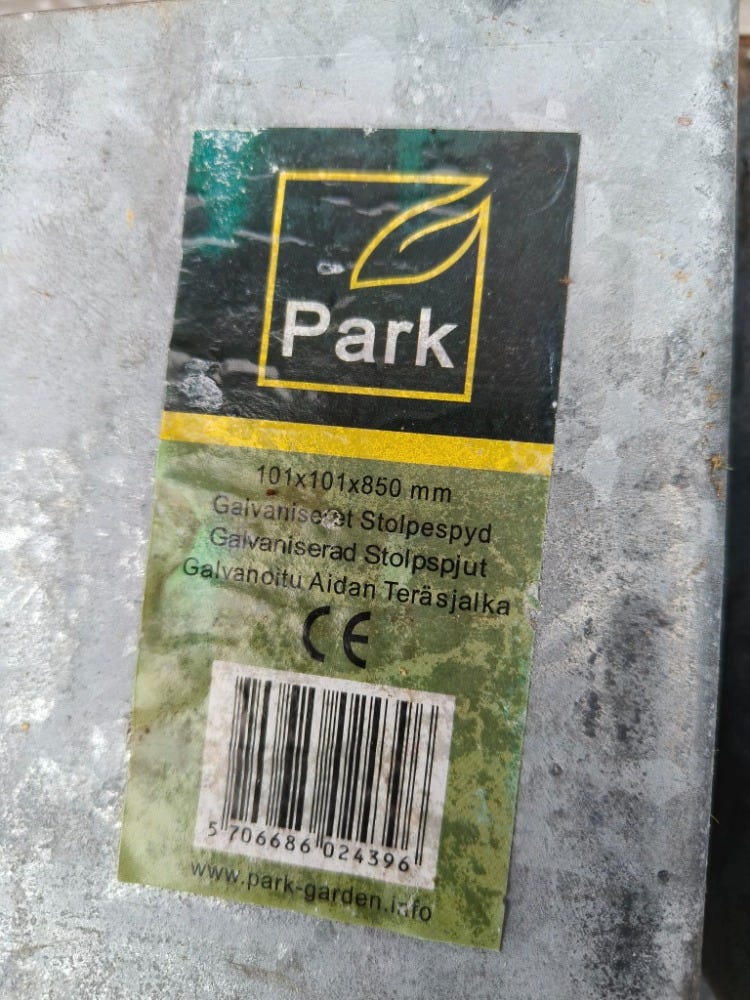 Park
101x101x850 mm
Galvaniseret Stolpespyd
Galvaniserad Stolpspjut
Galvanoitu Aidan Teräsjalka
CE
5 706686 024396
www.park-garden.info